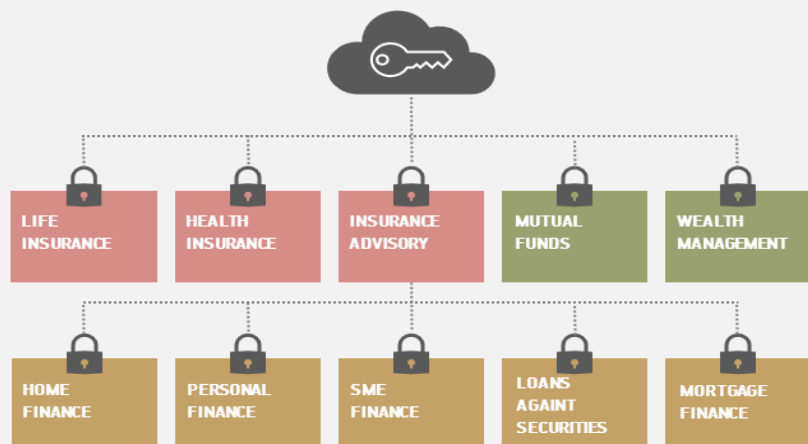 LIFE
INSURANCE
HEALTH
INSURANCE
INSURANCE
ADVISORY
MUTUAL
FUNDS
WEALTH
MANAGEMENT
HOME
FINANCE
PERSONAL
FINANCE
SME
FINANCE
LOANS
AGAINT
SECURITIES
MORTGAGE
FINANCE